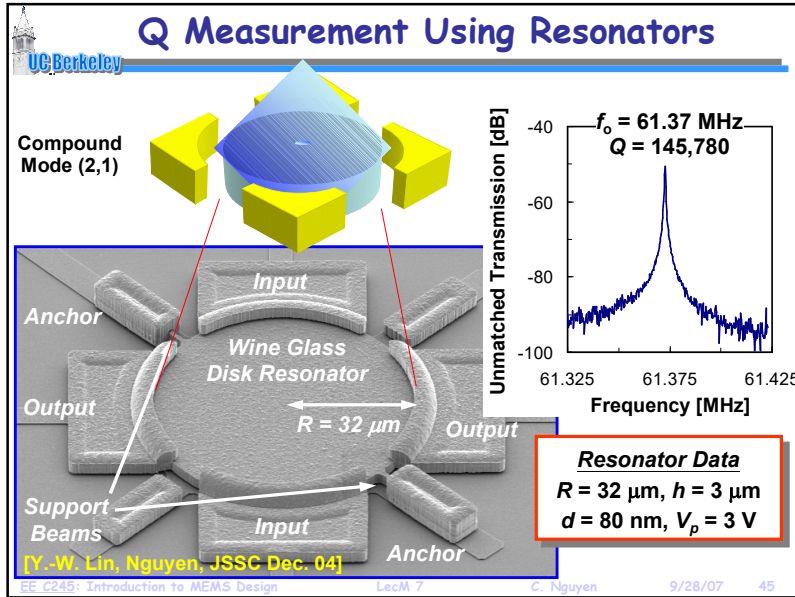 Q Measurement Using Resonators
UC Berkeley
Compound
Mode (2,1)
Unmatched Transmission [dB]
-40
-60
-80
-100
f₀ = 61.37 MHz
Q = 145,780
61.325
61.375
61.425
Frequency [MHz]
Anchor
Input
Wine Glass
Disk Resonator
R = 32 μm
Output
Output
Support
Beams
Input
Anchor
[Y.-W. Lin, Nguyen, JSSC Dec. 04]
Resonator Data
R = 32 μm, h = 3 μm
d = 80 nm, Vₚ = 3 V
EE C245: Introduction to MEMS Design LecM 7 C. Nguyen 9/28/07 45